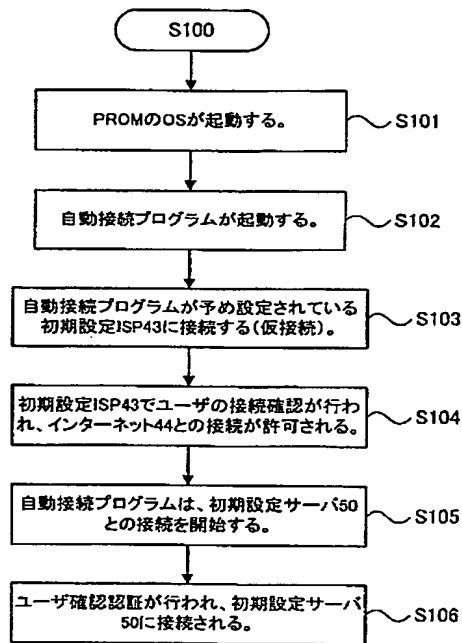 S100
PROMのOSが起動する。
S101
自動接続プログラムが起動する。
S102
自動接続プログラムが予め設定されている
初期設定ISP43に接続する(仮接続)。
S103
初期設定ISP43でユーザの接続確認が行わ
れ、インターネット44との接続が許可される。
S104
自動接続プログラムは、初期設定サーバ50
との接続を開始する。
S105
ユーザ確認認証が行われ、初期設定サーバ
50に接続される。
S106